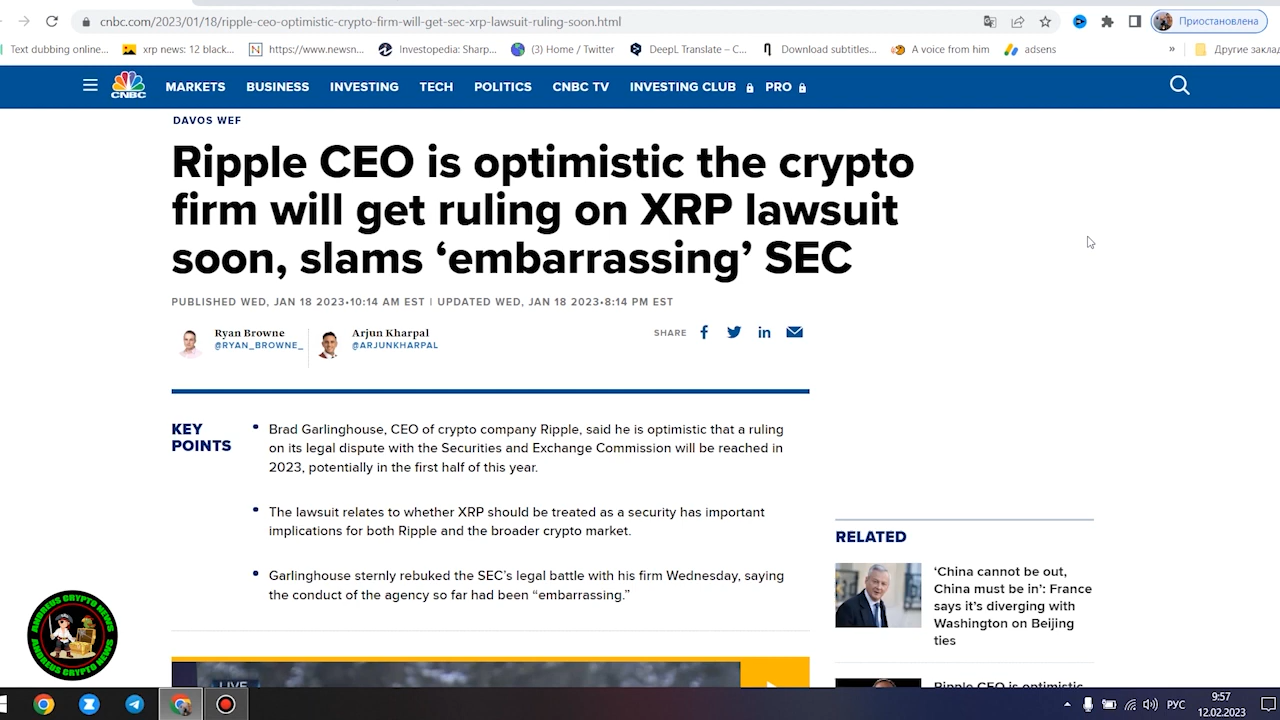 cnbc.com/2023/01/18/ripple-ceo-optimistic-crypto-firm-will-get-sec-xrp-lawsuit-ruling-soon.html
Приостановлена
Text dubbing online...
xrp news: 12 black...
https://www.newsn...
Investopedia: Sharp...
(3) Home / Twitter
DeepL Translate – C...
Download subtitles...
A voice from him
adsens
»
Другие заклад
CNBC
MARKETS
BUSINESS
INVESTING
TECH
POLITICS
CNBC TV
INVESTING CLUB
PRO
DAVOS WEF
Ripple CEO is optimistic the crypto
firm will get ruling on XRP lawsuit
soon, slams ‘embarrassing’ SEC
PUBLISHED WED, JAN 18 2023•10:14 AM EST | UPDATED WED, JAN 18 2023•8:14 PM EST
Ryan Browne
@RYAN_BROWNE_
Arjun Kharpal
@ARJUNKHARPAL
SHARE
KEY
POINTS
• Brad Garlinghouse, CEO of crypto company Ripple, said he is optimistic that a ruling
on its legal dispute with the Securities and Exchange Commission will be reached in
2023, potentially in the first half of this year.
• The lawsuit relates to whether XRP should be treated as a security has important
implications for both Ripple and the broader crypto market.
• Garlinghouse sternly rebuked the SEC’s legal battle with his firm Wednesday, saying
the conduct of the agency so far had been “embarrassing.”
LIVE
RELATED
‘China cannot be out,
China must be in’: France
says it’s diverging with
Washington on Beijing
ties
Ripple CEO is optimistic
ANDREUS CRYPTO NEWS
ANDREUS CRYPTO NEWS
РУС
9:57
12.02.2023